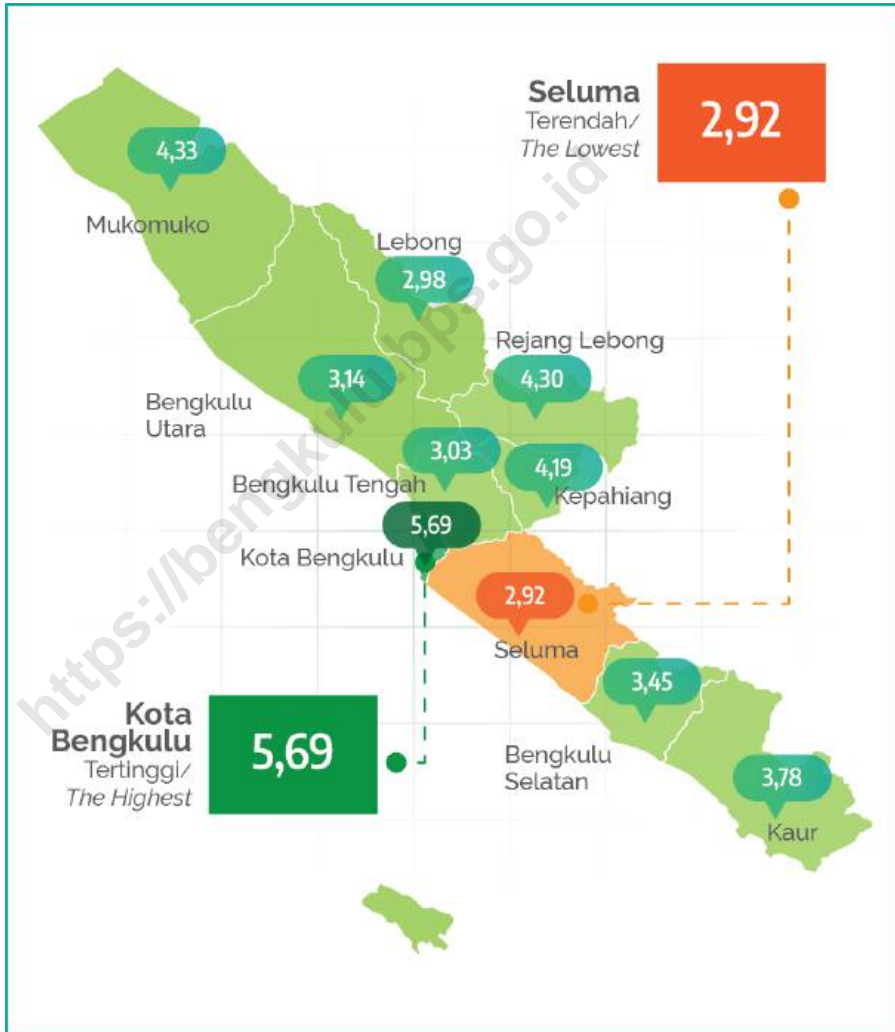 Seluma
Terendah/
The Lowest
2,92
4,33
Mukomuko
Lebong
2,98
Rejang Lebong
4,30
3,14
Bengkulu
Utara
3,03
Bengkulu Tengah
4,19
Kepahiang
5,69
Kota Bengkulu
2,92
Seluma
3,45
Bengkulu
Selatan
3,78
Kaur
Kota
Bengkulu
Tertinggi/
The Highest
5,69
https://bengkulu.bps.go.id